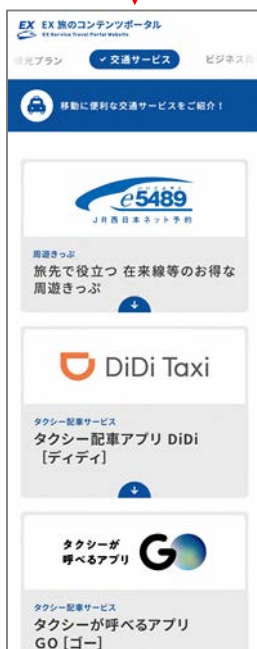 EX EX 旅のコンテンツポータル
EX Service Travel Portal Website
光プラン ✓ 交通サービス ビジネス
移動に便利な交通サービスをご紹介！
e5489
JR西日本ネット予約
周遊きっぷ
旅先で役立つ 在来線等のお得な
周遊きっぷ
DiDi Taxi
タクシー配車サービス
タクシー配車アプリ DiDi
［ディディ］
タクシーが
呼べるアプリ GO
タクシー配車サービス
タクシーが呼べるアプリ
GO［ゴー］